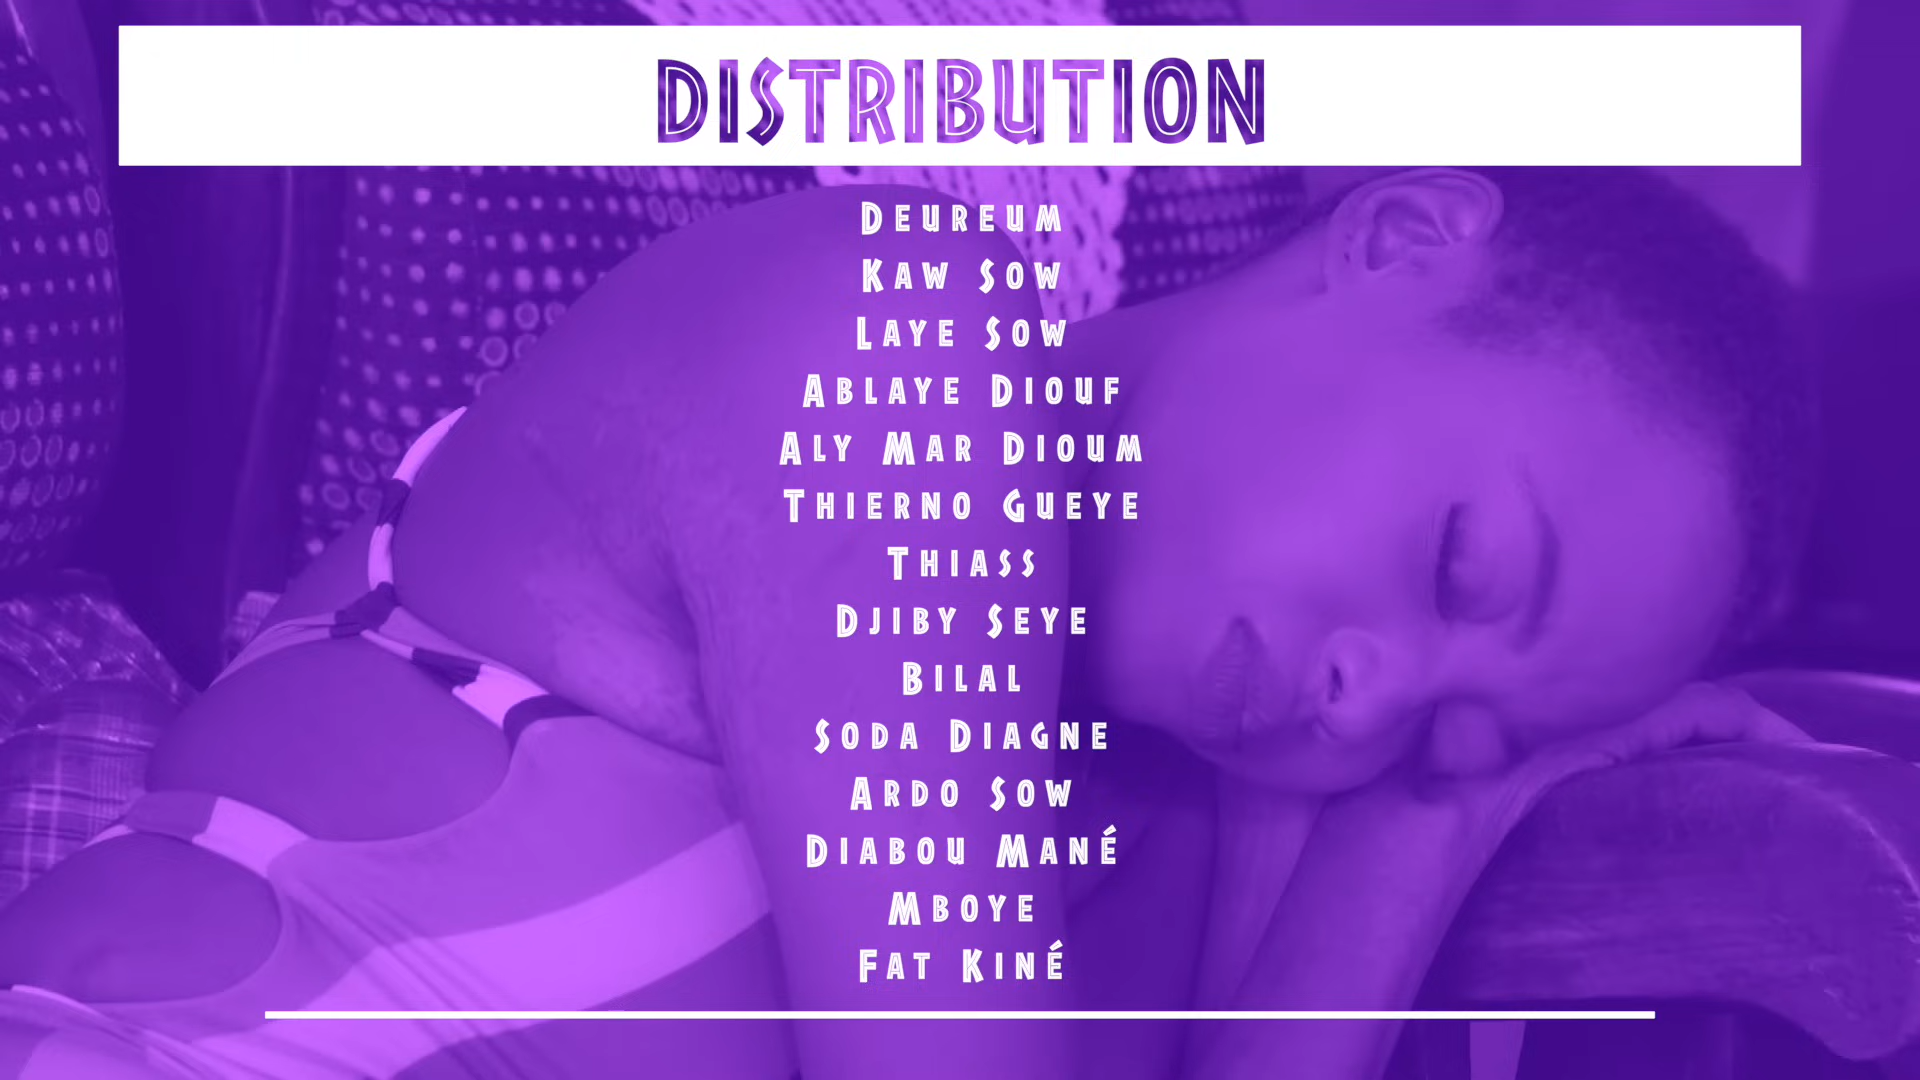 DISTRIBUTION
Deureum
Kaw Sow
Laye Sow
Ablaye Diouf
Aly Mar Dioum
Thierno Gueye
Thiass
Djiby Seye
Bilal
Soda Diagne
Ardo Sow
Diabou Mané
Mboye
Fat Kiné